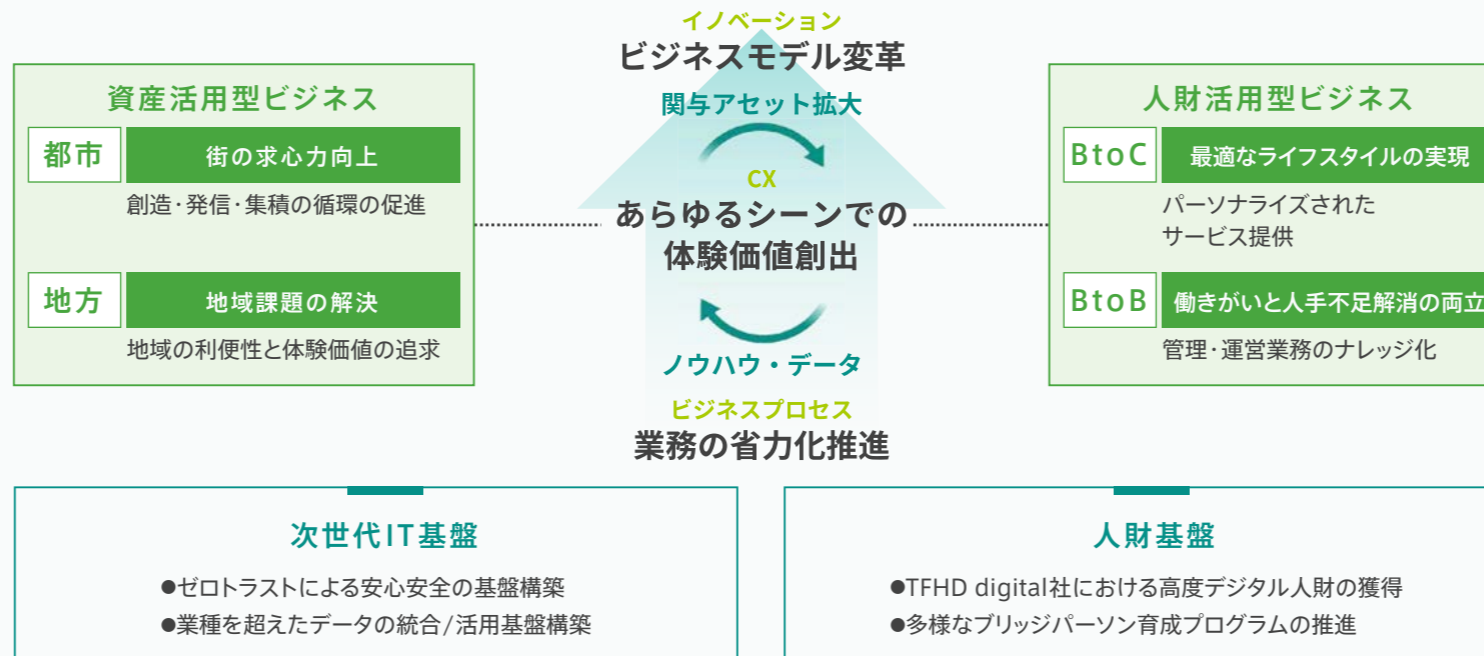 イノベーション
ビジネスモデル変革
関与アセット拡大
CX
あらゆるシーンでの
体験価値創出
ノウハウ・データ
ビジネスプロセス
業務の省力化推進
資産活用型ビジネス
都市
街の求心力向上
創造・発信・集積の循環の促進
地方
地域課題の解決
地域の利便性と体験価値の追求
人財活用型ビジネス
BtoC
最適なライフスタイルの実現
パーソナライズされた
サービス提供
BtoB
働きがいと人手不足解消の両立
管理・運営業務のナレッジ化
次世代IT基盤
●ゼロトラストによる安心安全の基盤構築
●業種を超えたデータの統合/活用基盤構築
人財基盤
●TFHD digital社における高度デジタル人財の獲得
●多様なブリッジパーソン育成プログラムの推進